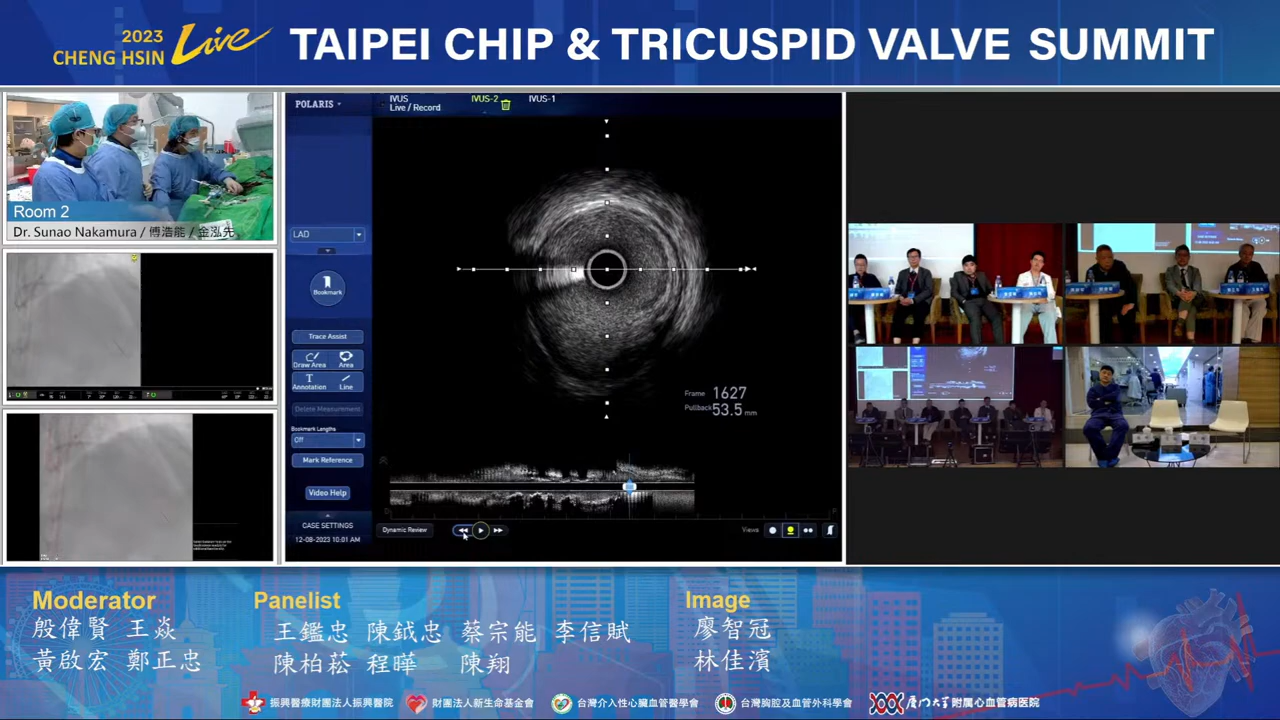 2023
CHENG HSIN
Live
TAIPEI CHIP & TRICUSPID VALVE SUMMIT
Room 2
Dr. Sunao Nakamura / 傅浩能 / 金泓先
POLARIS
IVUS
Live / Record
IVUS-2
IVUS-1
LAD
Bookmark
Trace Assist
Draw Area
Area
Annotation
Line
Delete Measurement
Bookmark Lengths
Off
Mark Reference
Video Help
CASE SETTINGS
12-08-2023 10:01 AM
Frame 1627
Pullback 53.5 mm
Dynamic Review
Views
Moderator
殷偉賢 王焱
黃啟宏 鄭正忠
Panelist
王鑑忠 陳鉞忠 蔡宗能 李信賦
陳柏菘 程曄 陳翔
Image
廖智冠
林佳濱
振興醫療財團法人振興醫院
財團法人新生命基金會
台灣介入性心臟血管醫學會
台灣胸腔及血管外科學會
厦门大学附属心血管病医院